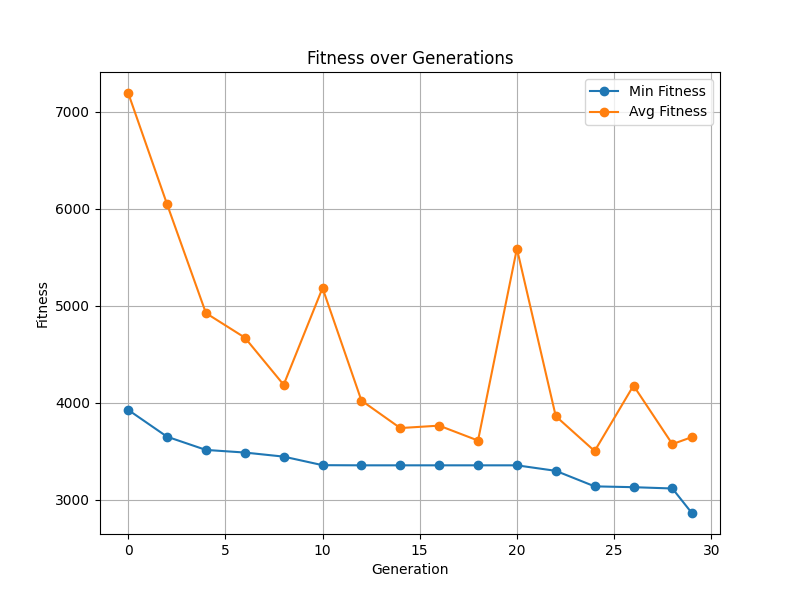 Fitness over Generations
Min Fitness
Avg Fitness
7000
6000
5000
4000
3000
Fitness
0 5 10 15 20 25 30
Generation